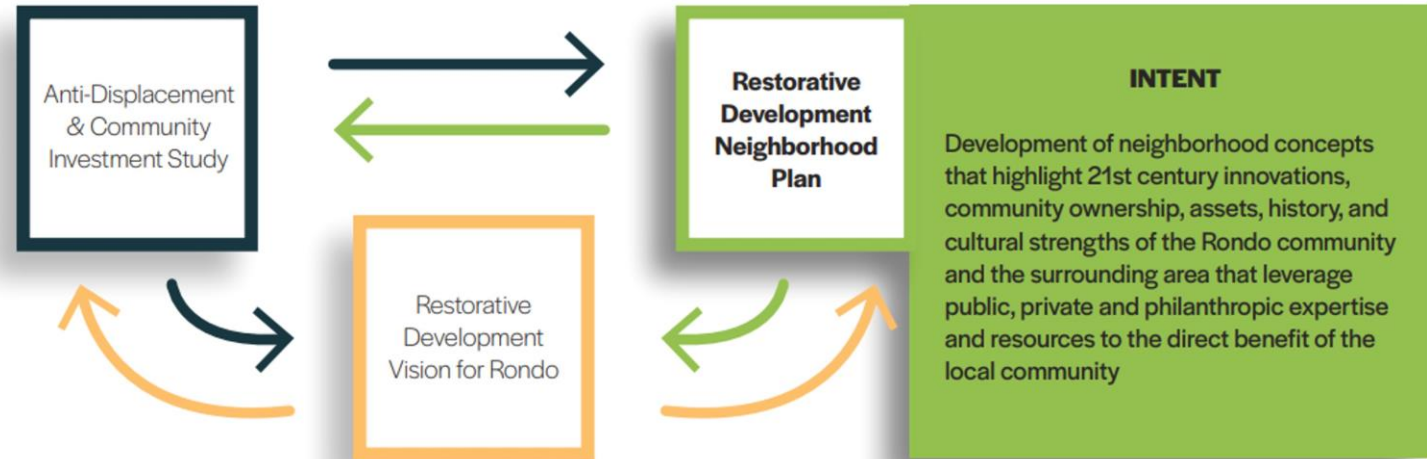 Anti-Displacement
& Community
Investment Study
Restorative
Development
Neighborhood
Plan
INTENT
Development of neighborhood concepts
that highlight 21st century innovations,
community ownership, assets, history, and
cultural strengths of the Rondo community
and the surrounding area that leverage
public, private and philanthropic expertise
and resources to the direct benefit of the
local community
Restorative
Development
Vision for Rondo